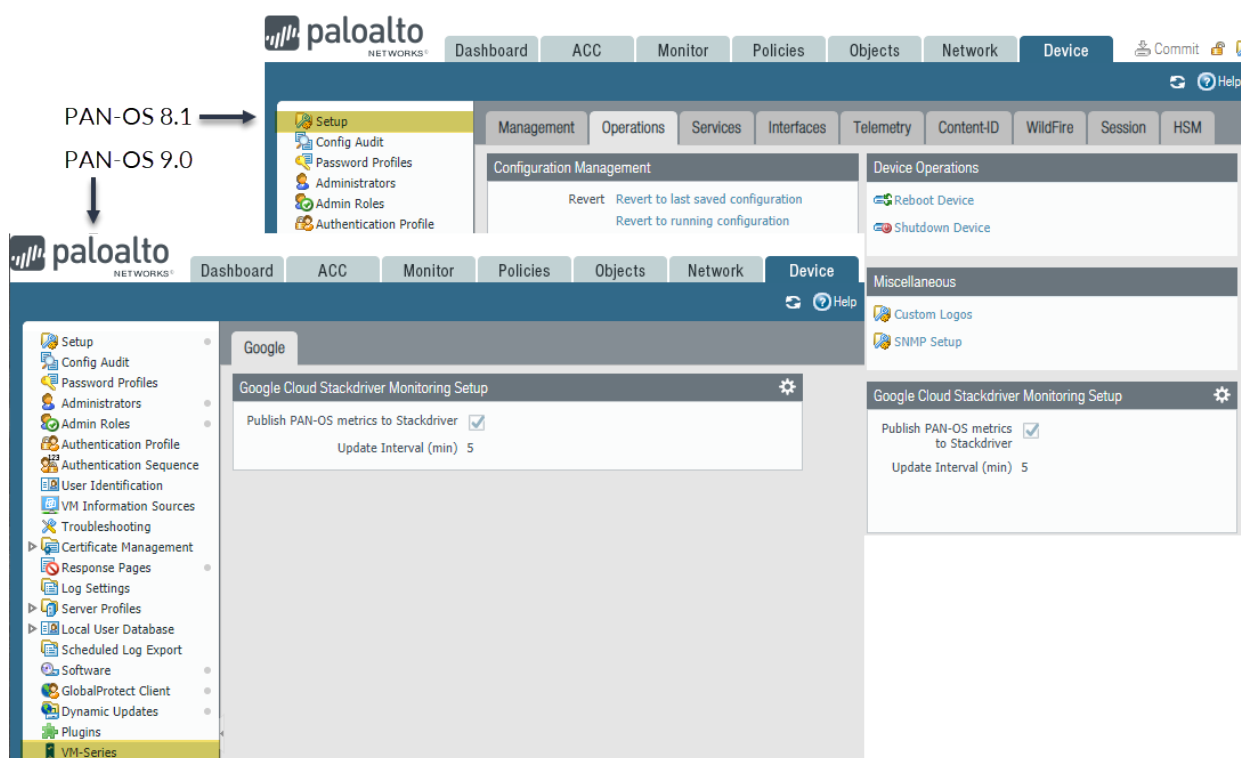 paloalto
NETWORKS®
Dashboard ACC Monitor Policies Objects Network Device Commit
Help
PAN-OS 8.1
PAN-OS 9.0
Setup
Config Audit
Password Profiles
Administrators
Admin Roles
Authentication Profile
Management Operations Services Interfaces Telemetry Content-ID WildFire Session HSM
Configuration Management
Revert Revert to last saved configuration
Revert to running configuration
Device Operations
Reboot Device
Shutdown Device
Miscellaneous
Custom Logos
SNMP Setup
Google Cloud Stackdriver Monitoring Setup
Publish PAN-OS metrics
to Stackdriver
Update Interval (min) 5
paloalto
NETWORKS®
Dashboard ACC Monitor Policies Objects Network Device
Help
Setup
Config Audit
Password Profiles
Administrators
Admin Roles
Authentication Profile
123
Authentication Sequence
User Identification
VM Information Sources
Troubleshooting
Certificate Management
Response Pages
Log Settings
Server Profiles
Local User Database
Scheduled Log Export
Software
GlobalProtect Client
Dynamic Updates
Plugins
VM-Series
Google
Google Cloud Stackdriver Monitoring Setup
Publish PAN-OS metrics to Stackdriver
Update Interval (min) 5